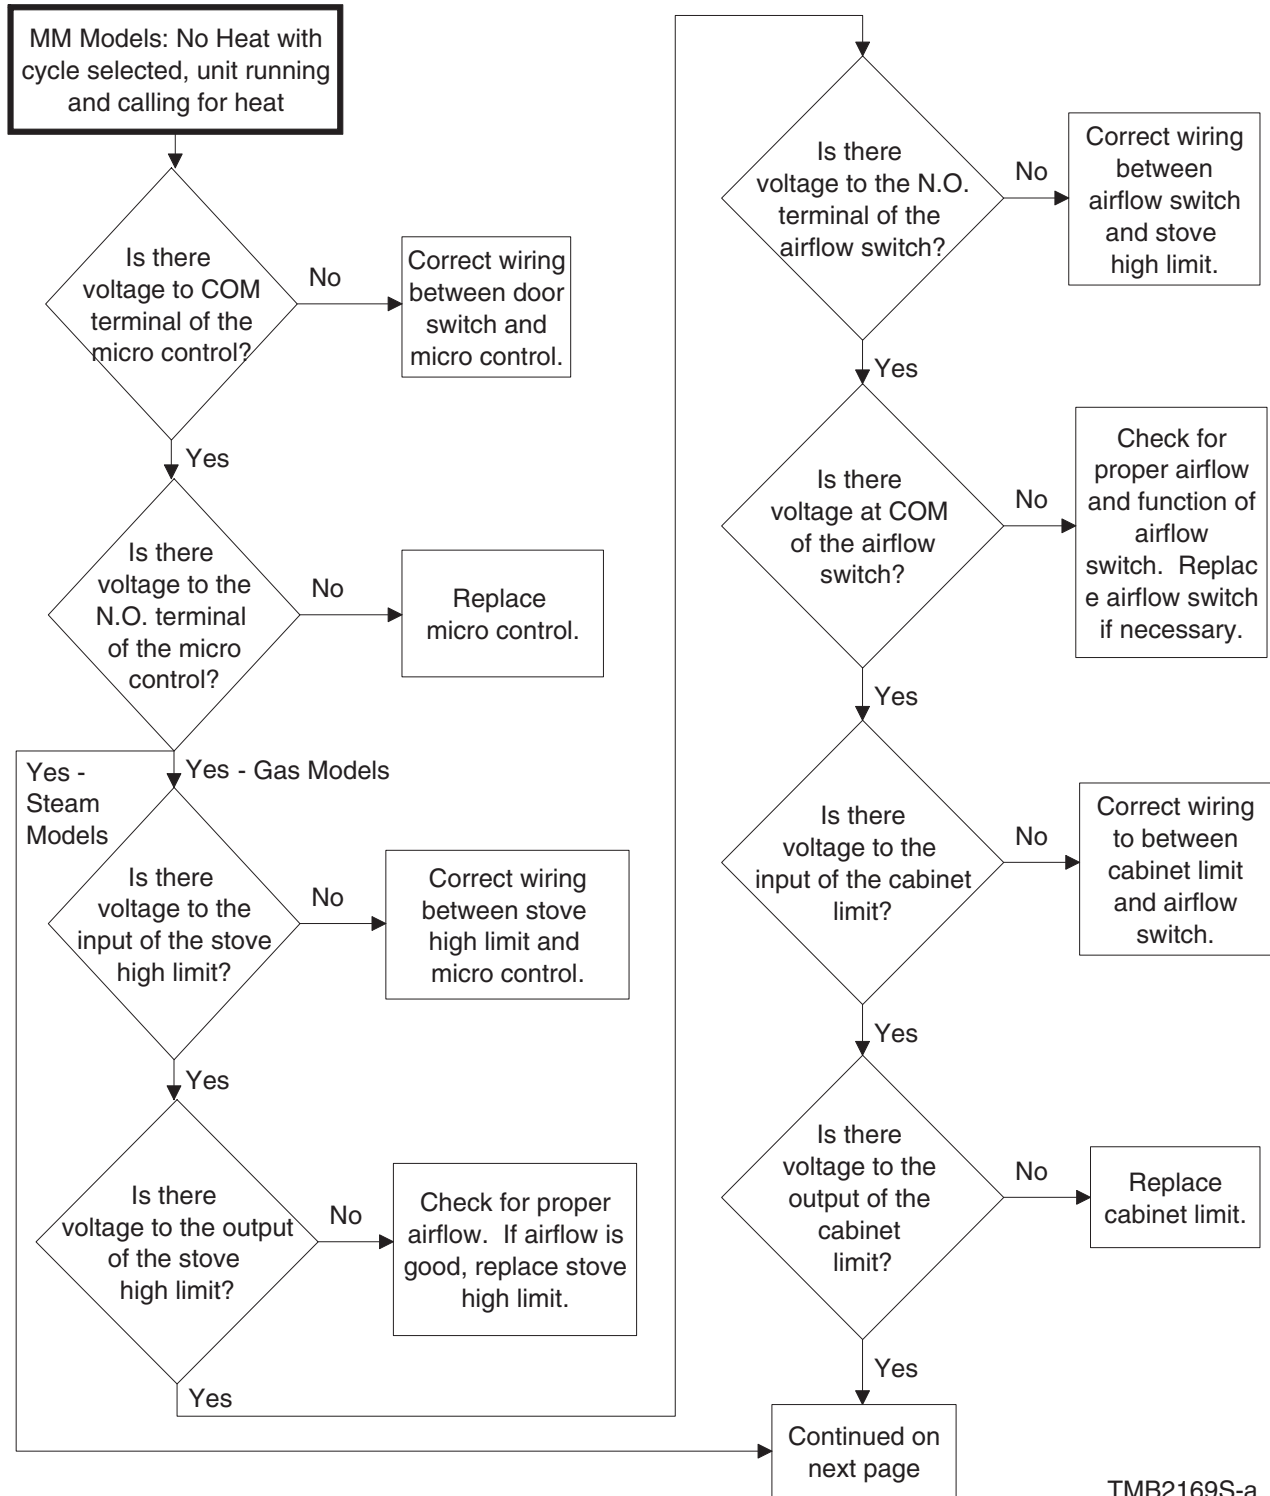 MM Models: No Heat with
cycle selected, unit running
and calling for heat
Is there
voltage to COM
terminal of the
micro control?
No
Correct wiring
between door
switch and
micro control.
Yes
Is there
voltage to the
N.O. terminal
of the micro
control?
No
Replace
micro control.
Yes -
Steam
Models
Yes - Gas Models
Is there
voltage to the
input of the stove
high limit?
No
Correct wiring
between stove
high limit and
micro control.
Yes
Is there
voltage to the output
of the stove
high limit?
No
Check for proper
airflow.  If airflow is
good, replace stove
high limit.
Yes
Is there
voltage to the N.O.
terminal of the
airflow switch?
No
Correct wiring
between
airflow switch
and stove
high limit.
Yes
Is there
voltage at COM
of the airflow
switch?
No
Check for
proper airflow
and function of
airflow
switch.  Replac
e airflow switch
if necessary.
Yes
Is there
voltage to the
input of the cabinet
limit?
No
Correct wiring
to between
cabinet limit
and airflow
switch.
Yes
Is there
voltage to the
output of the
cabinet
limit?
No
Replace
cabinet limit.
Yes
Continued on
next page
TMB2169S-a